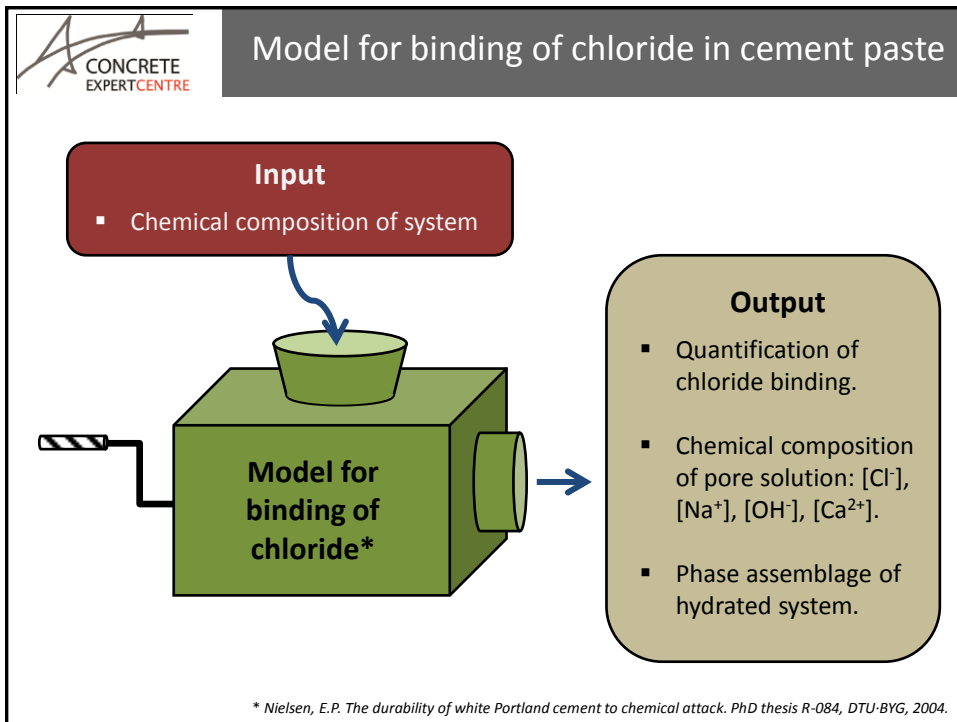 CONCRETE
EXPERTCENTRE
Model for binding of chloride in cement paste
Input
▪ Chemical composition of system
Model for
binding of
chloride*
Output
▪ Quantification of
chloride binding.
▪ Chemical composition
of pore solution: [Cl⁻],
[Na⁺], [OH⁻], [Ca²⁺].
▪ Phase assemblage of
hydrated system.
* Nielsen, E.P. The durability of white Portland cement to chemical attack. PhD thesis R-084, DTU·BYG, 2004.